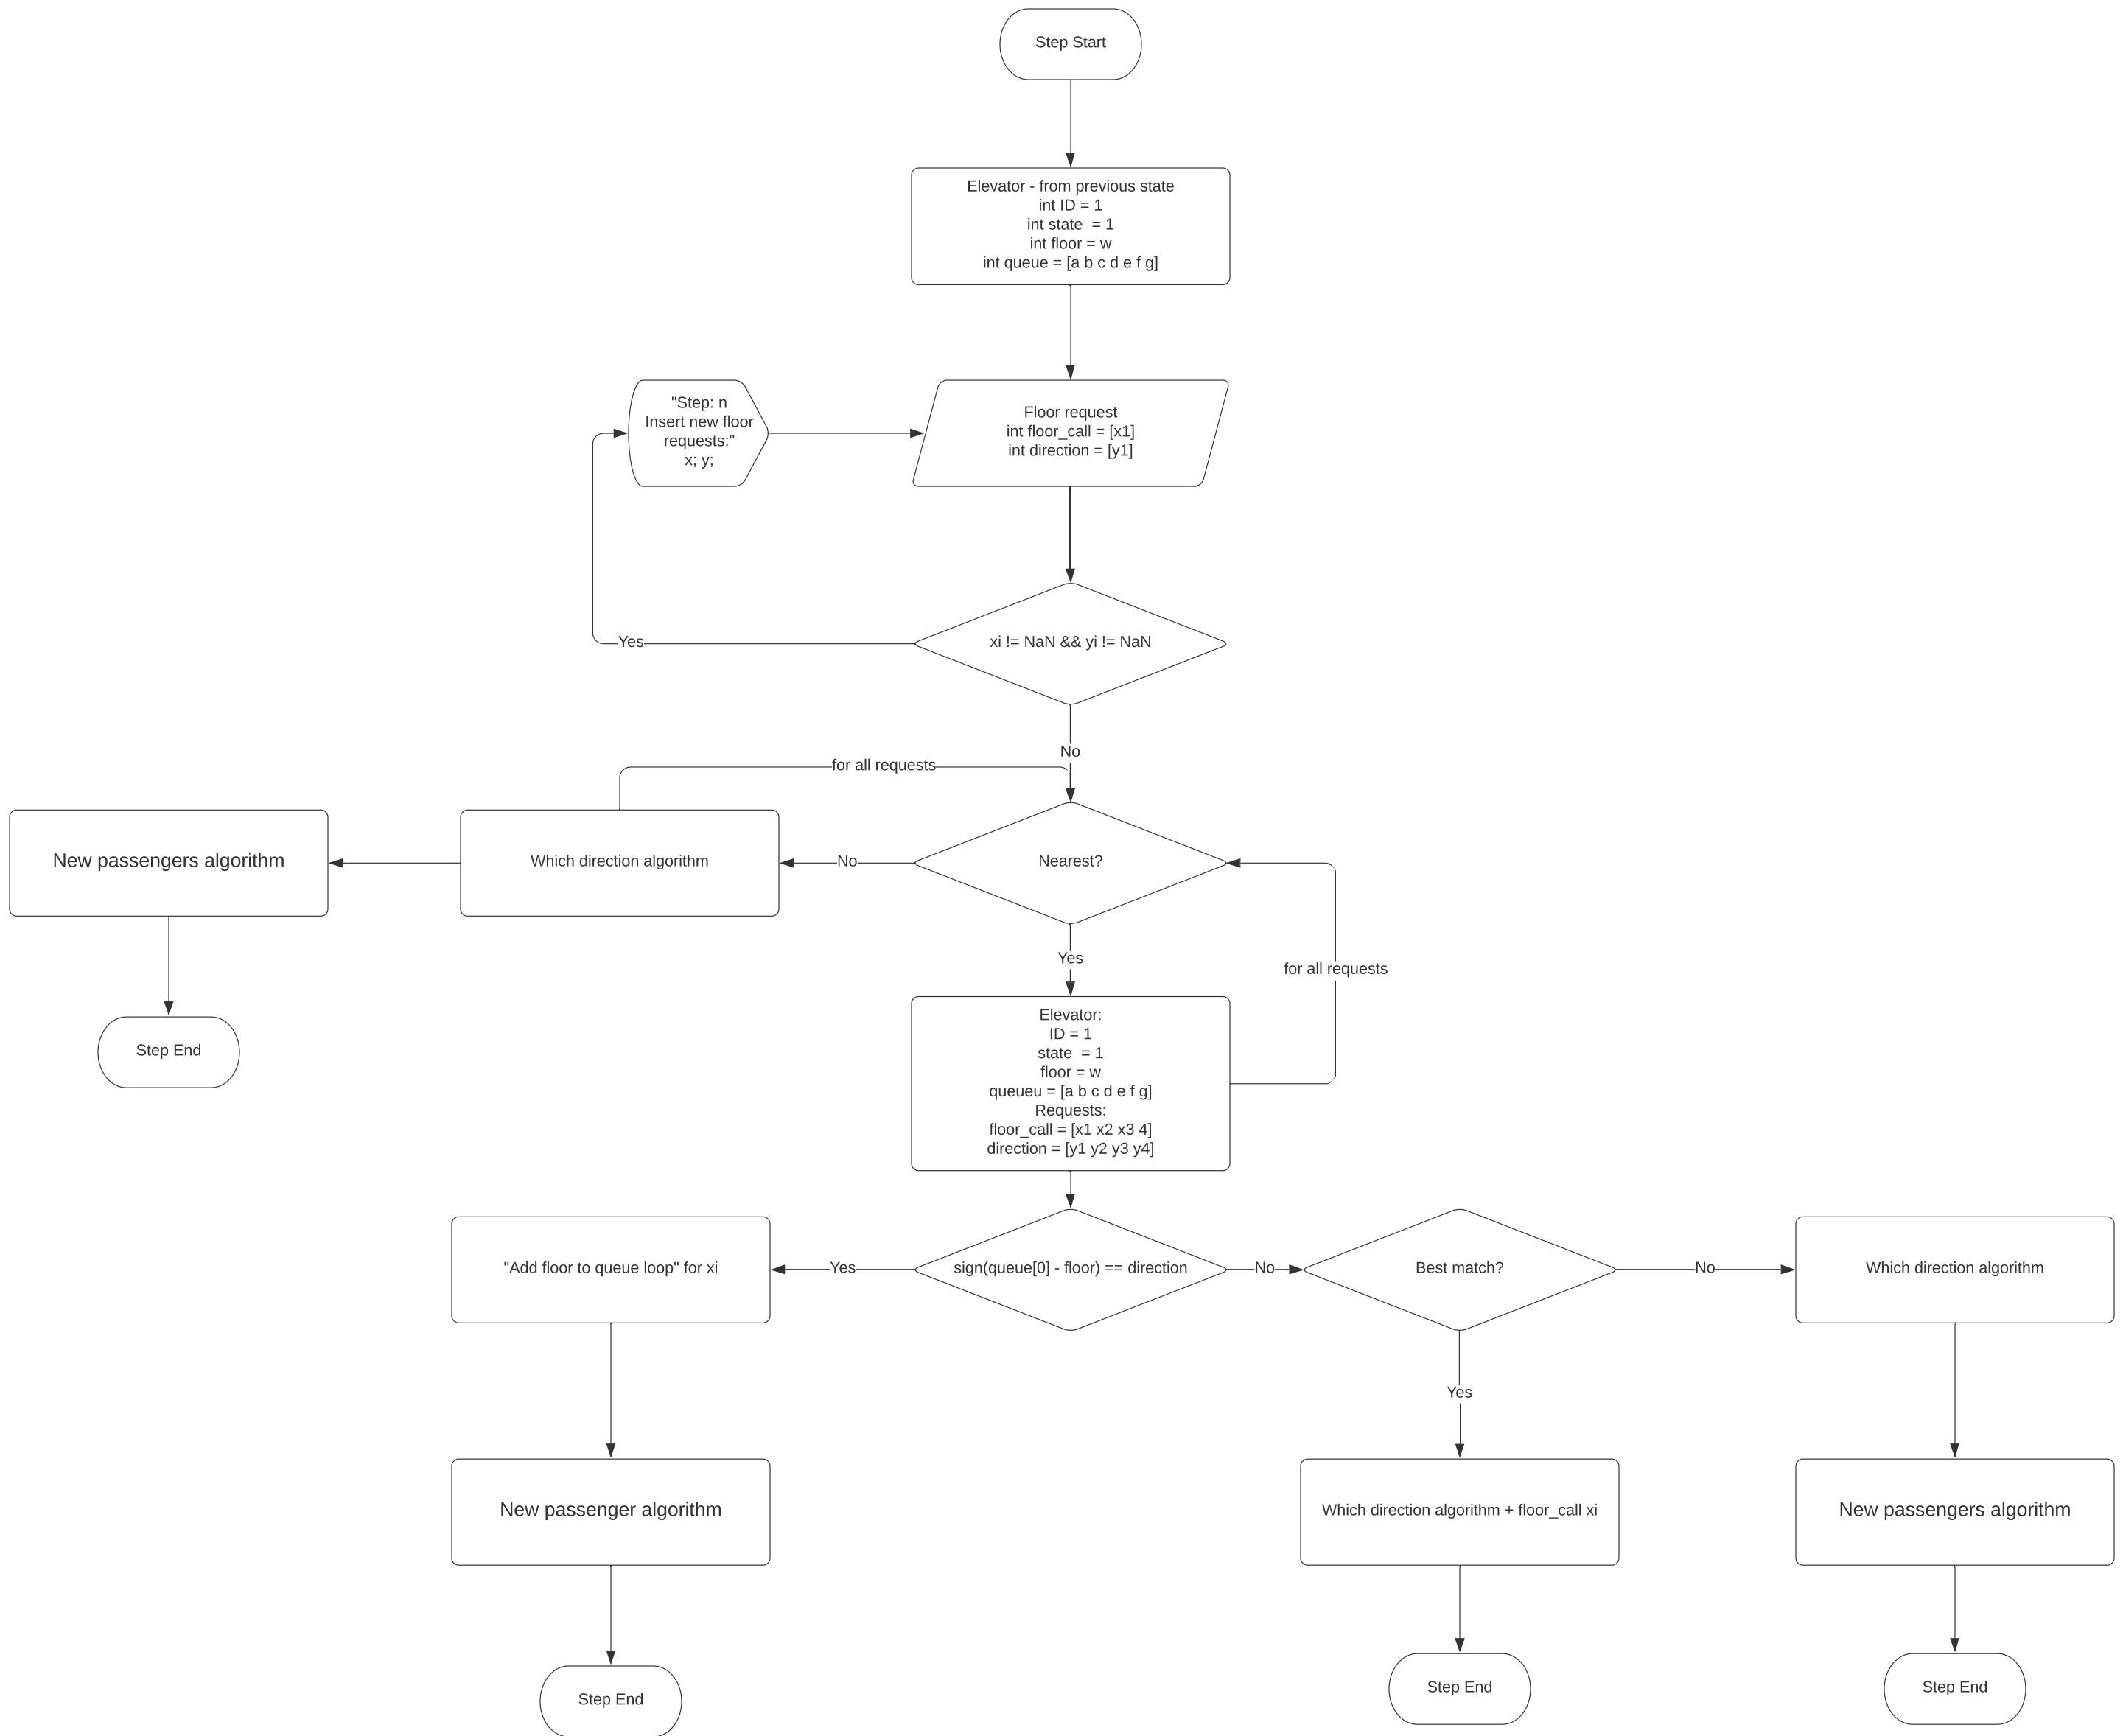 Step Start
Elevator - from previous state
int ID = 1
int state  = 1
int floor = w
int queue = [a b c d e f g]
"Step: n
Insert new floor
requests:"
x; y;
Floor request
int floor_call = [x1]
int direction = [y1]
xi != NaN && yi != NaN
Yes
No
for all requests
New passengers algorithm
Which direction algorithm
No
Nearest?
Yes
for all requests
Step End
Elevator:
ID = 1
state  = 1
floor = w
queueu = [a b c d e f g]
Requests:
floor_call = [x1 x2 x3 4]
direction = [y1 y2 y3 y4]
"Add floor to queue loop" for xi
Yes
sign(queue[0] - floor) == direction
No
Best match?
No
Which direction algorithm
Yes
New passenger algorithm
Which direction algorithm + floor_call xi
New passengers algorithm
Step End
Step End
Step End